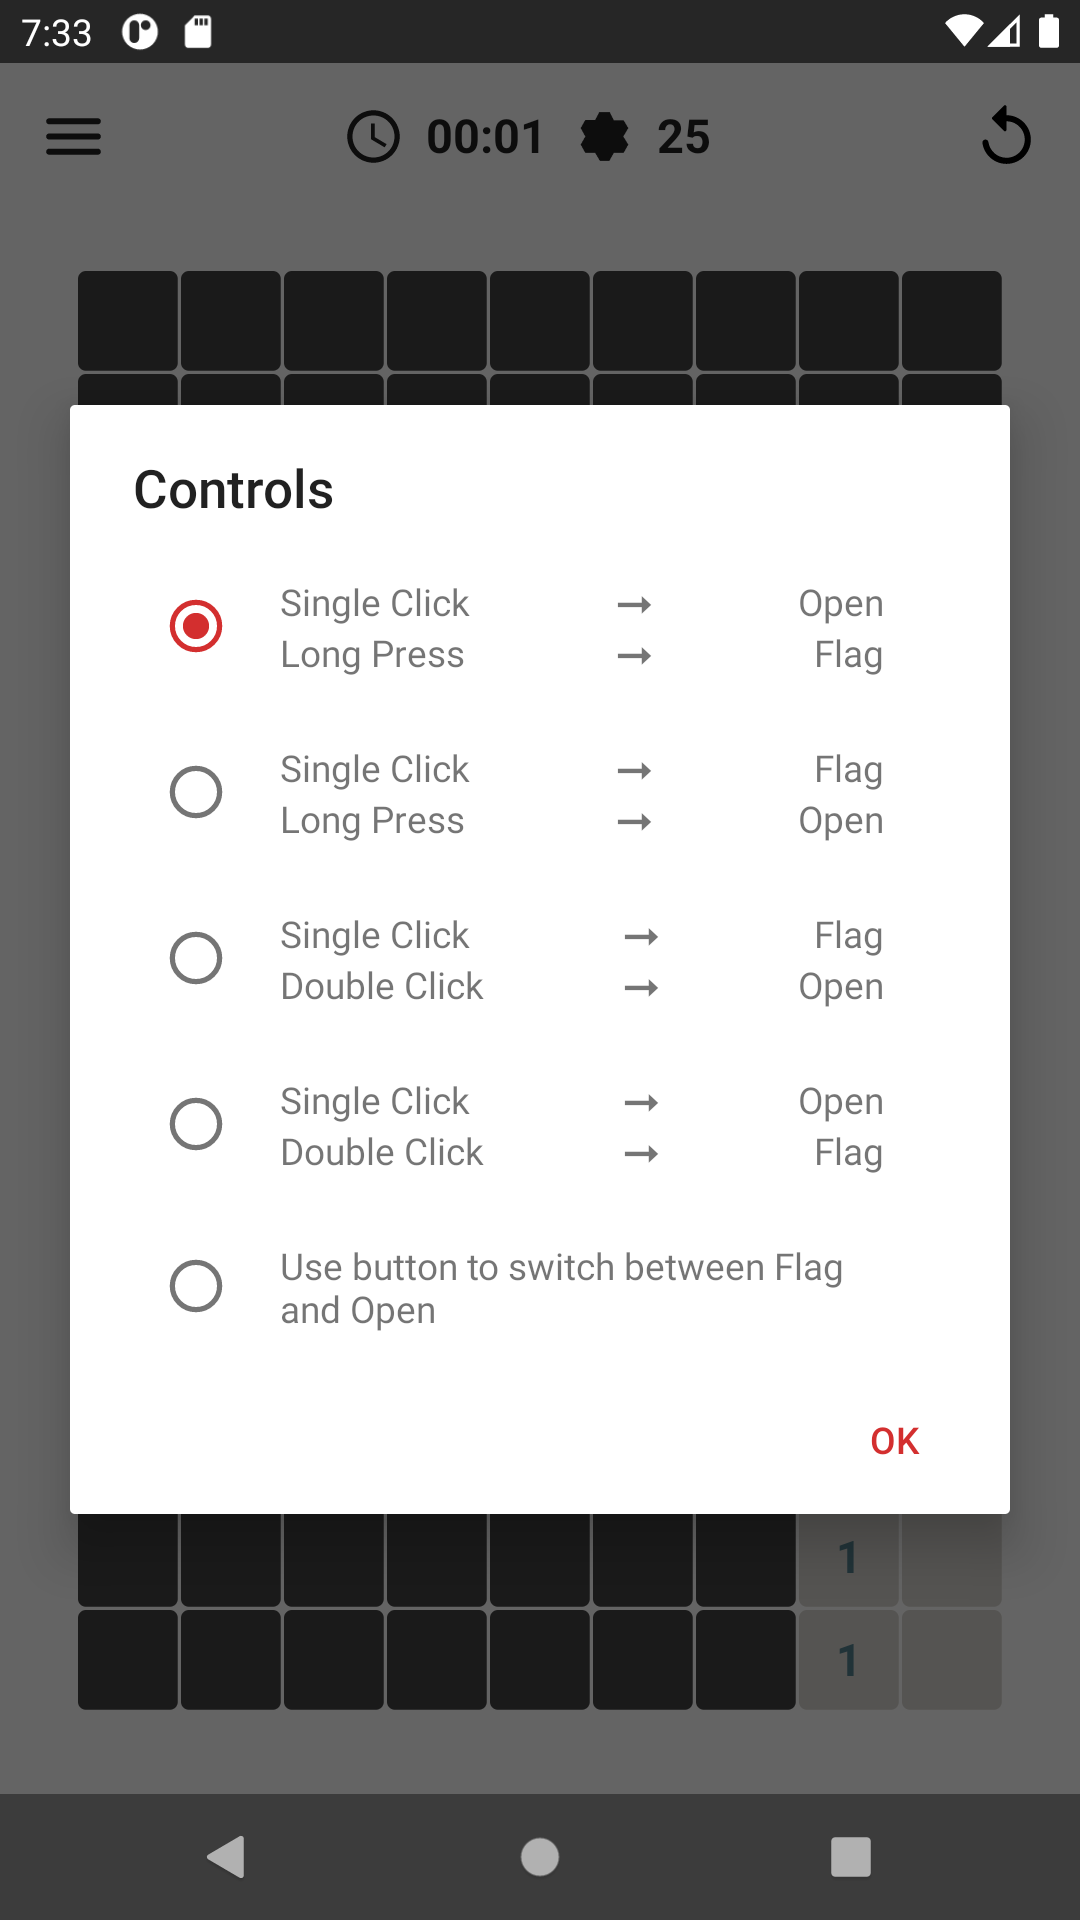 7:33
00:01 25
Controls
Single Click → Open
Long Press → Flag
Single Click → Flag
Long Press → Open
Single Click → Flag
Double Click → Open
Single Click → Open
Double Click → Flag
Use button to switch between Flag
and Open
OK
1
1